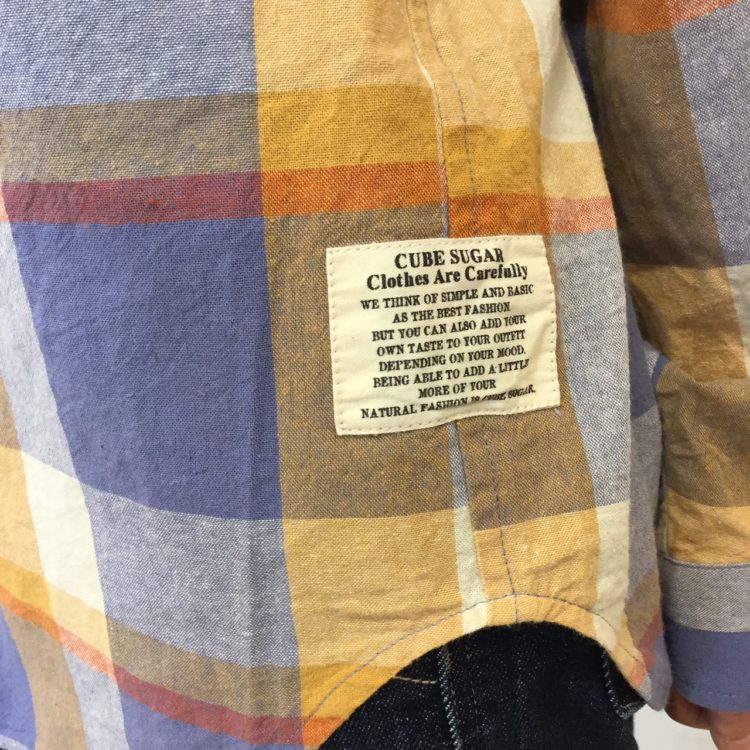 CUBE SUGAR
Clothes Are Carefully
WE THINK OF SIMPLE AND BASIC
AS THE BEST FASHION
BUT YOU CAN ALSO ADD YOUR
OWN TASTE TO YOUR OUTFIT
DEPENDING ON YOUR MOOD.
BEING ABLE TO ADD A LITTLE
MORE OF YOUR
NATURAL FASHION IS CUBE SUGAR.